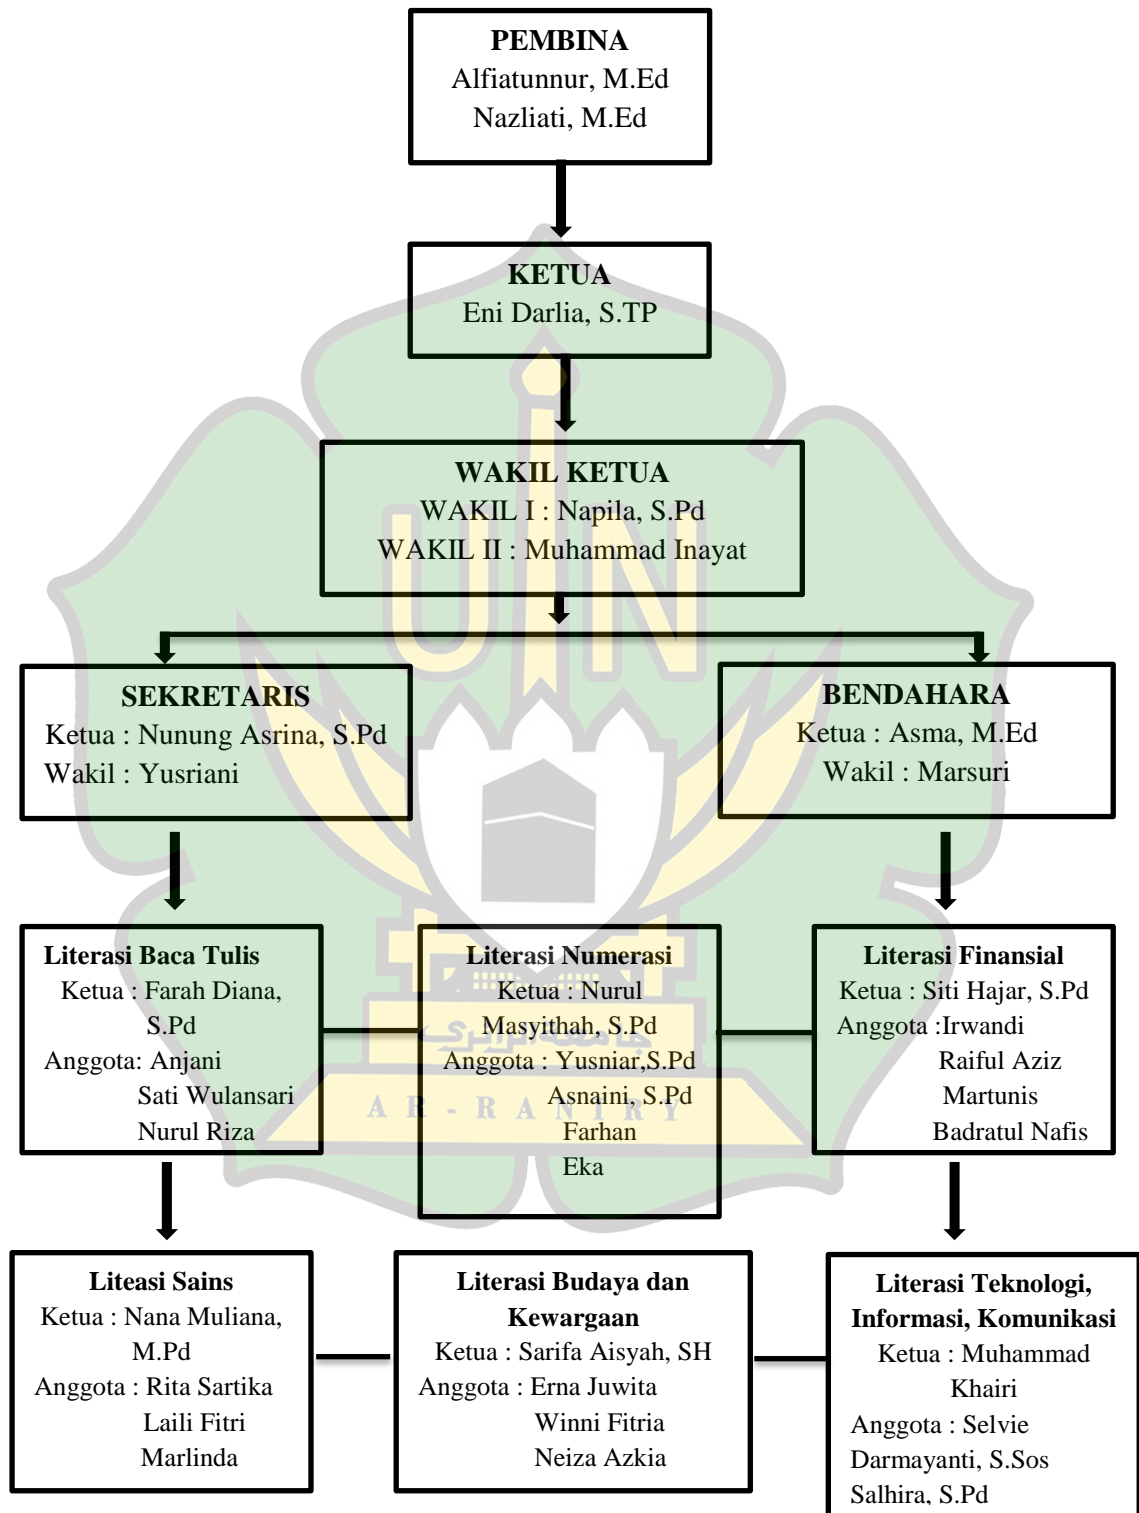 PEMBINA
Alfiatunnur, M.Ed
Nazliati, M.Ed
KETUA
Eni Darlia, S.TP
WAKIL KETUA
WAKIL I : Napila, S.Pd
WAKIL II : Muhammad Inayat
UIN
SEKRETARIS
Ketua : Nunung Asrina, S.Pd
Wakil : Yusriani
BENDAHARA
Ketua : Asma, M.Ed
Wakil : Marsuri
Literasi Baca Tulis
Ketua : Farah Diana,
S.Pd
Anggota: Anjani
Sati Wulansari
Nurul Riza
Literasi Numerasi
Ketua : Nurul
Masyithah, S.Pd
Anggota : Yusniar,S.Pd
Asnaini, S.Pd
Farhan
Eka
Literasi Finansial
Ketua : Siti Hajar, S.Pd
Anggota :Irwandi
Raiful Aziz
Martunis
Badratul Nafis
جامعة الرانري
AR-RANIRY
Liteasi Sains
Ketua : Nana Muliana,
M.Pd
Anggota : Rita Sartika
Laili Fitri
Marlinda
Literasi Budaya dan
Kewargaan
Ketua : Sarifa Aisyah, SH
Anggota : Erna Juwita
Winni Fitria
Neiza Azkia
Literasi Teknologi,
Informasi, Komunikasi
Ketua : Muhammad
Khairi
Anggota : Selvie
Darmayanti, S.Sos
Salhira, S.Pd